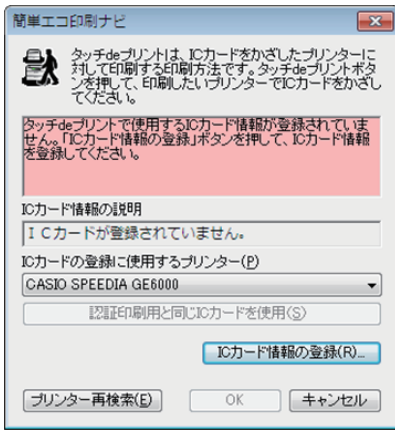 簡単エコ印刷ナビ
タッチdeプリントは、ICカードをかざしたプリンターに
対して印刷する印刷方法です。タッチdeプリントボタ
ンを押して、印刷したいプリンターでICカードをかざし
てください。
タッチdeプリントで使用するICカード情報が登録されていま
せん。「ICカード情報の登録」ボタンを押して、ICカード情報
を登録してください。
ICカード情報の説明
ＩＣカードが登録されていません。
ICカードの登録に使用するプリンター(P)
CASIO SPEEDIA GE6000
認証印刷用と同じICカードを使用(S)
ICカード情報の登録(R)...
プリンター再検索(E) OK キャンセル